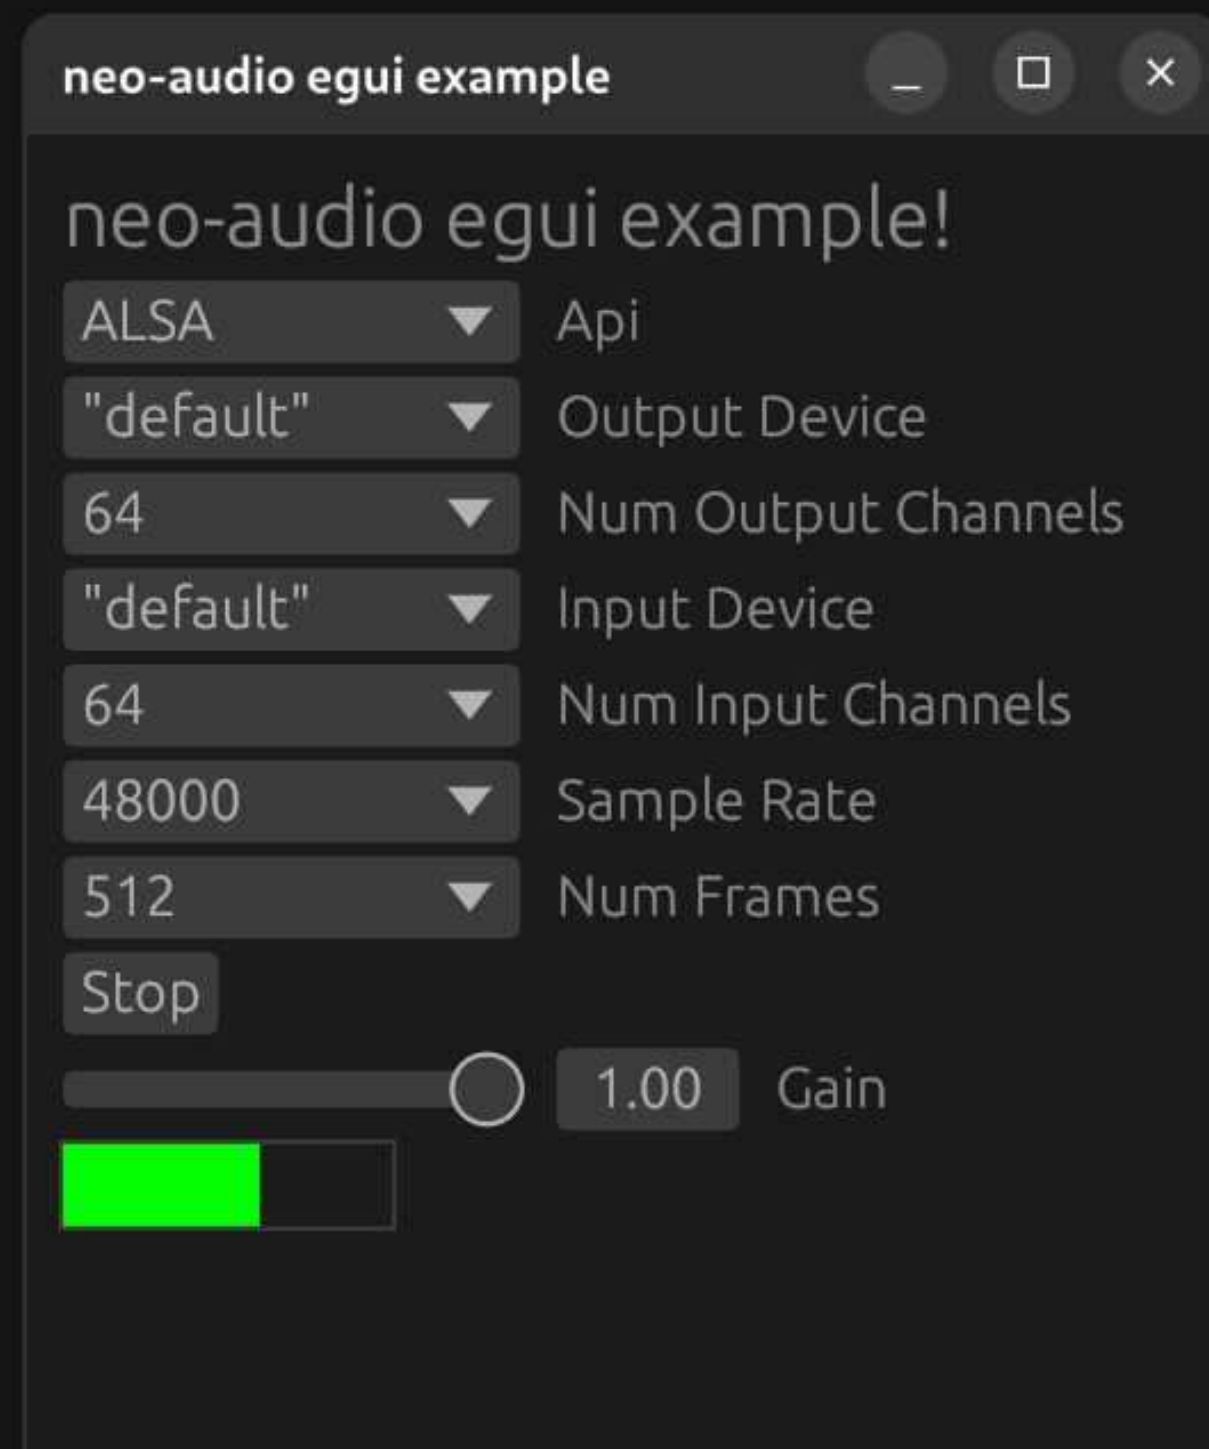 neo-audio egui example
neo-audio egui example!
ALSA Api
"default" Output Device
64 Num Output Channels
"default" Input Device
64 Num Input Channels
48000 Sample Rate
512 Num Frames
Stop
1.00 Gain